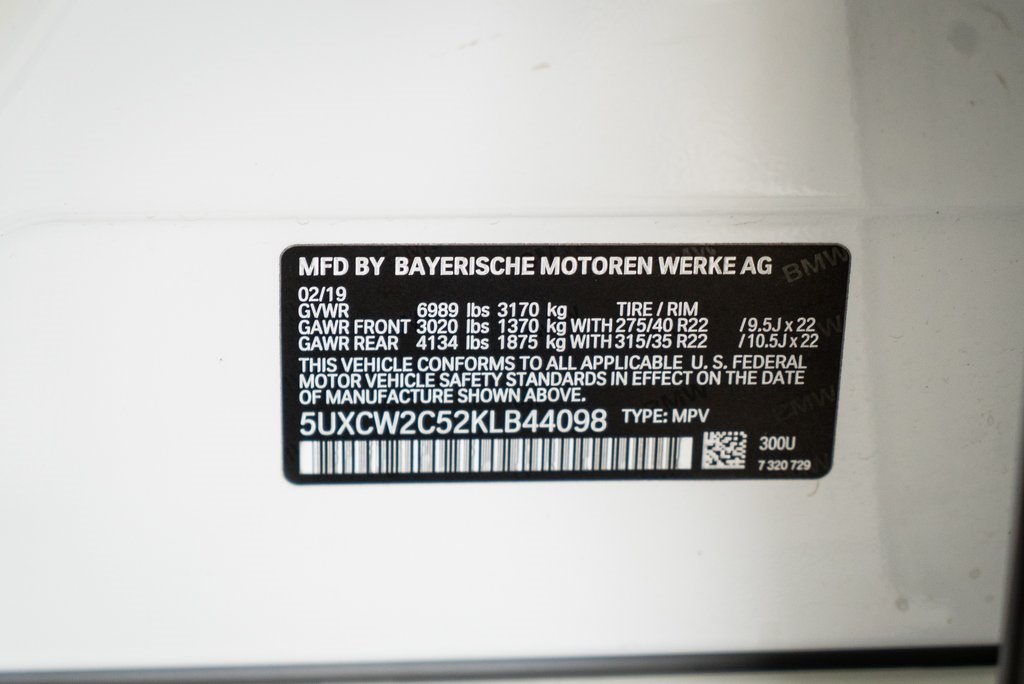 MFD BY BAYERISCHE MOTOREN WERKE AG
BMW
02/19
GVWR 6989 lbs 3170 kg TIRE / RIM
GAWR FRONT 3020 lbs 1370 kg WITH 275/40 R22 /9.5J x 22
GAWR REAR 4134 lbs 1875 kg WITH 315/35 R22 /10.5J x 22
THIS VEHICLE CONFORMS TO ALL APPLICABLE U. S. FEDERAL
MOTOR VEHICLE SAFETY STANDARDS IN EFFECT ON THE DATE
OF MANUFACTURE SHOWN ABOVE.
BMW
5UXCW2C52KLB44098 TYPE: MPV
300U
7 320 729